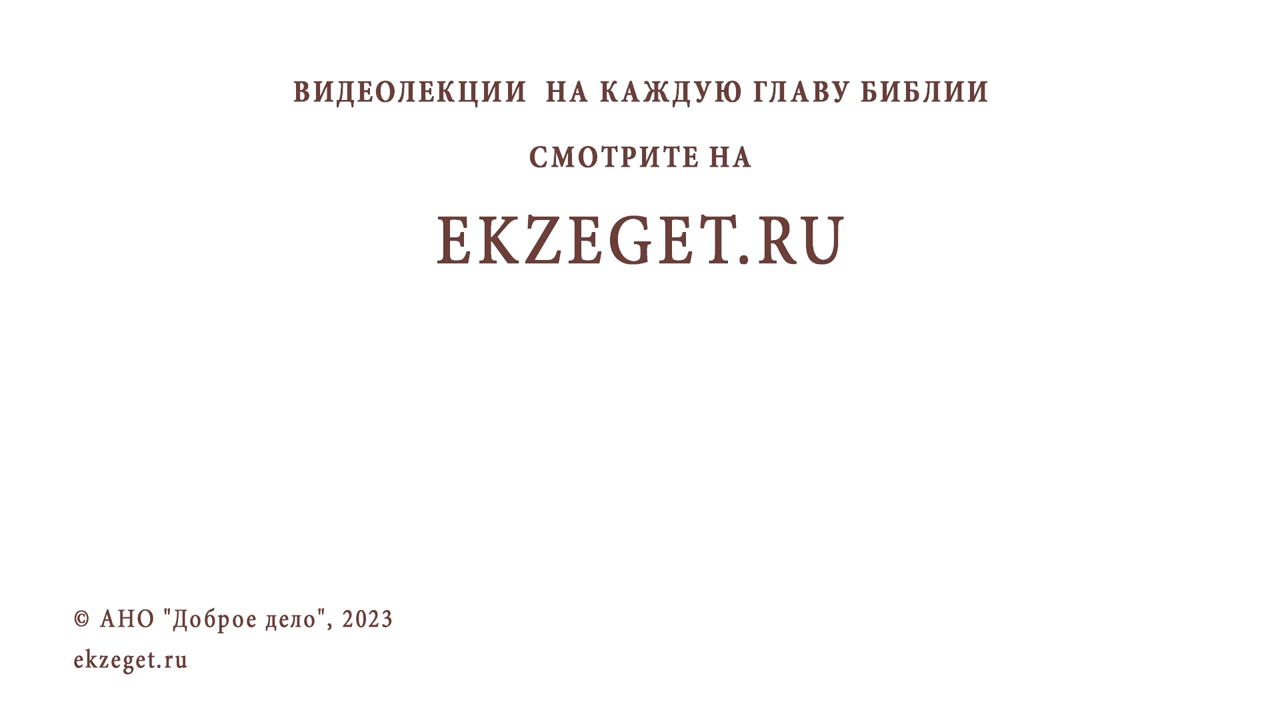 ВИДЕОЛЕКЦИИ НА КАЖДУЮ ГЛАВУ БИБЛИИ
СМОТРИТЕ НА
EKZEGET.RU
© АНО "Доброе дело", 2023
ekzeget.ru